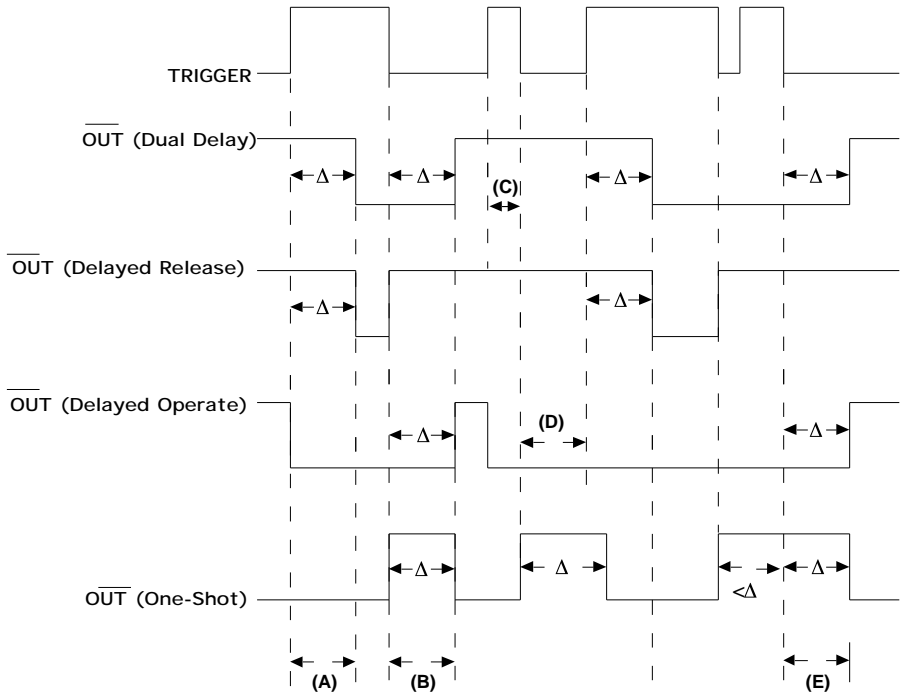 TRIGGER
OUT (Dual Delay)
Δ
Δ
(C)
Δ
Δ
OUT (Delayed Release)
Δ
Δ
OUT (Delayed Operate)
Δ
(D)
Δ
OUT (One-Shot)
Δ
Δ
<Δ
Δ
(A)
(B)
(E)